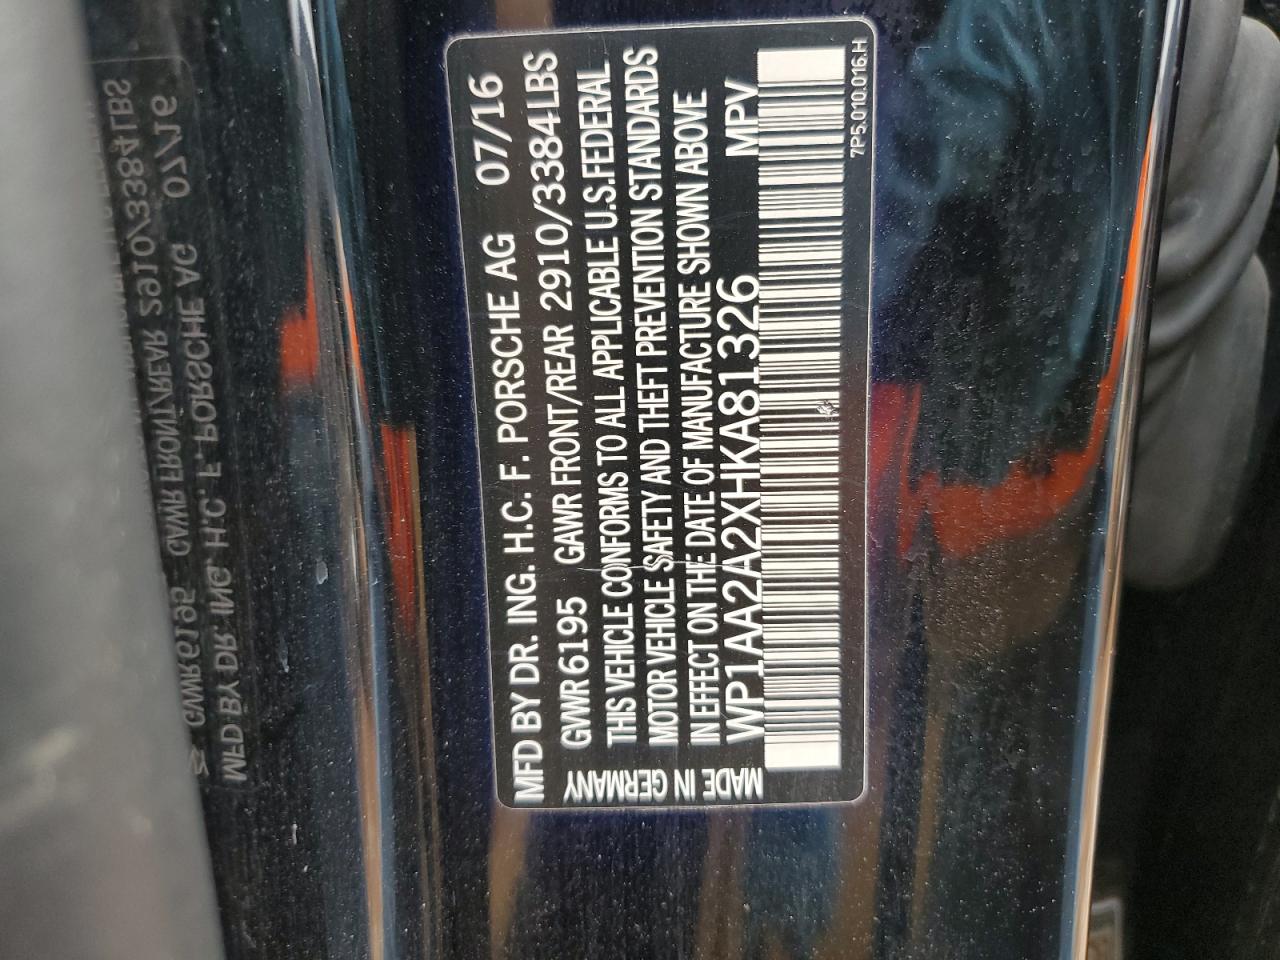 MFD BY DR. ING. H.C. F. PORSCHE AG 07/16
GVWR 6195 GAWR FRONT/REAR 2910/3384LBS
THIS VEHICLE CONFORMS TO ALL APPLICABLE U.S.FEDERAL
MOTOR VEHICLE SAFETY AND THEFT PREVENTION STANDARDS
IN EFFECT ON THE DATE OF MANUFACTURE SHOWN ABOVE
WP1AA2A2XHKA81326 MPV
MADE IN GERMANY
7P5.010.016.H